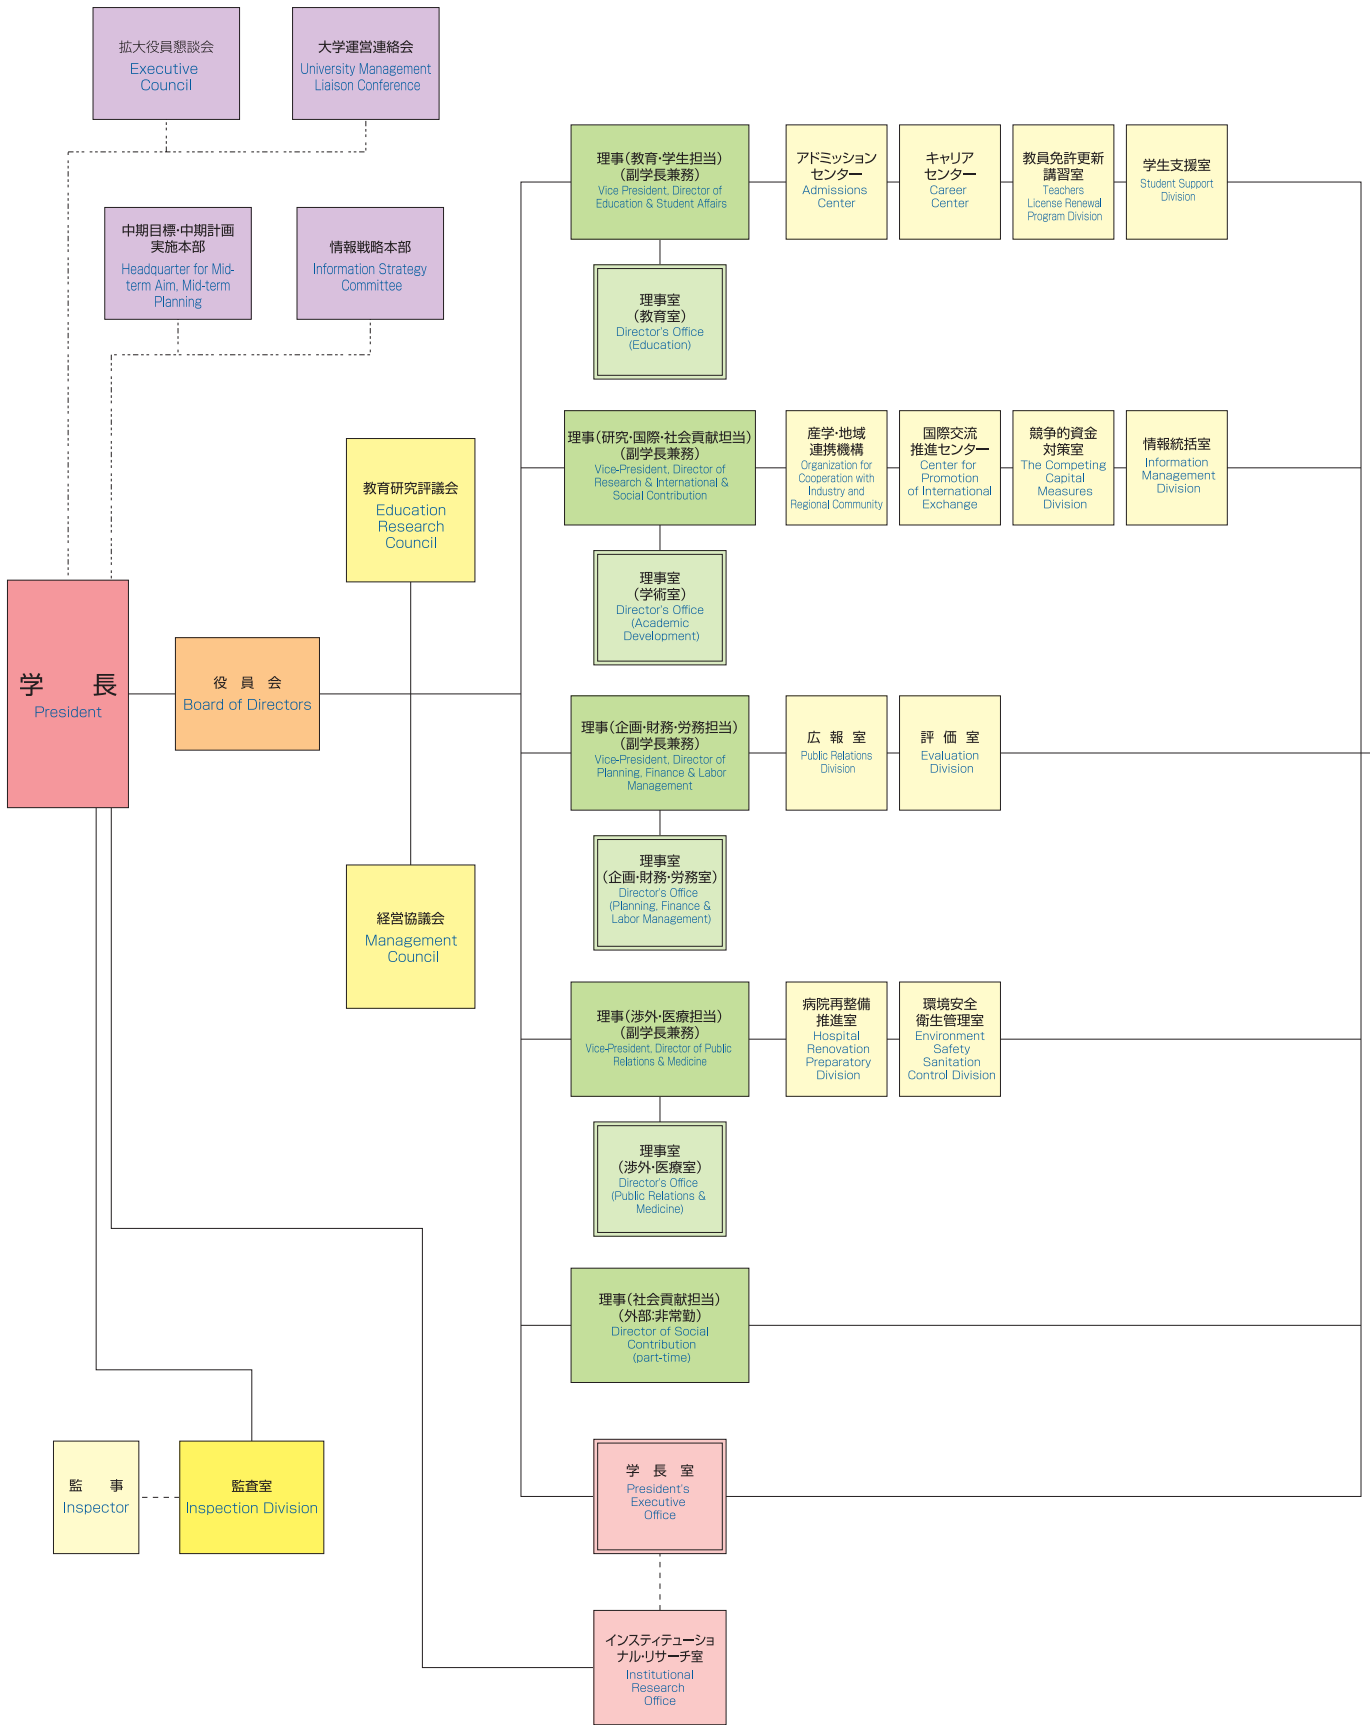 拡大役員懇談会
Executive
Council
大学運営連絡会
University Management
Liaison Conference
中期目標・中期計画
実施本部
Headquarter for Mid-
term Aim, Mid-term
Planning
情報戦略本部
Information Strategy
Committee
学 長
President
役 員 会
Board of Directors
教育研究評議会
Education
Research
Council
経営協議会
Management
Council
監 事
Inspector
監査室
Inspection Division
理事(教育・学生担当)
(副学長兼務)
Vice President, Director of
Education & Student Affairs
アドミッション
センター
Admissions
Center
キャリア
センター
Career
Center
教員免許更新
講習室
Teachers
License Renewal
Program Division
学生支援室
Student Support
Division
理事室
(教育室)
Director's Office
(Education)
理事(研究・国際・社会貢献担当)
(副学長兼務)
Vice-President, Director of
Research & International &
Social Contribution
産学・地域
連携機構
Organization for
Cooperation with
Industry and
Regional Community
国際交流
推進センター
Center for
Promotion
of International
Exchange
競争的資金
対策室
The Competing
Capital
Measures
Division
情報統括室
Information
Management
Division
理事室
(学術室)
Director's Office
(Academic
Development)
理事(企画・財務・労務担当)
(副学長兼務)
Vice-President, Director of
Planning, Finance & Labor
Management
広 報 室
Public Relations
Division
評 価 室
Evaluation
Division
理事室
(企画・財務・労務室)
Director's Office
(Planning, Finance &
Labor Management)
理事(渉外・医療担当)
(副学長兼務)
Vice-President, Director of Public
Relations & Medicine
病院再整備
推進室
Hospital
Renovation
Preparatory
Division
環境安全
衛生管理室
Environment
Safety
Sanitation
Control Division
理事室
(渉外・医療室)
Director's Office
(Public Relations &
Medicine)
理事(社会貢献担当)
(外部:非常勤)
Director of Social
Contribution
(part-time)
学 長 室
President's
Executive
Office
インスティテューショ
ナル・リサーチ室
Institutional
Research
Office